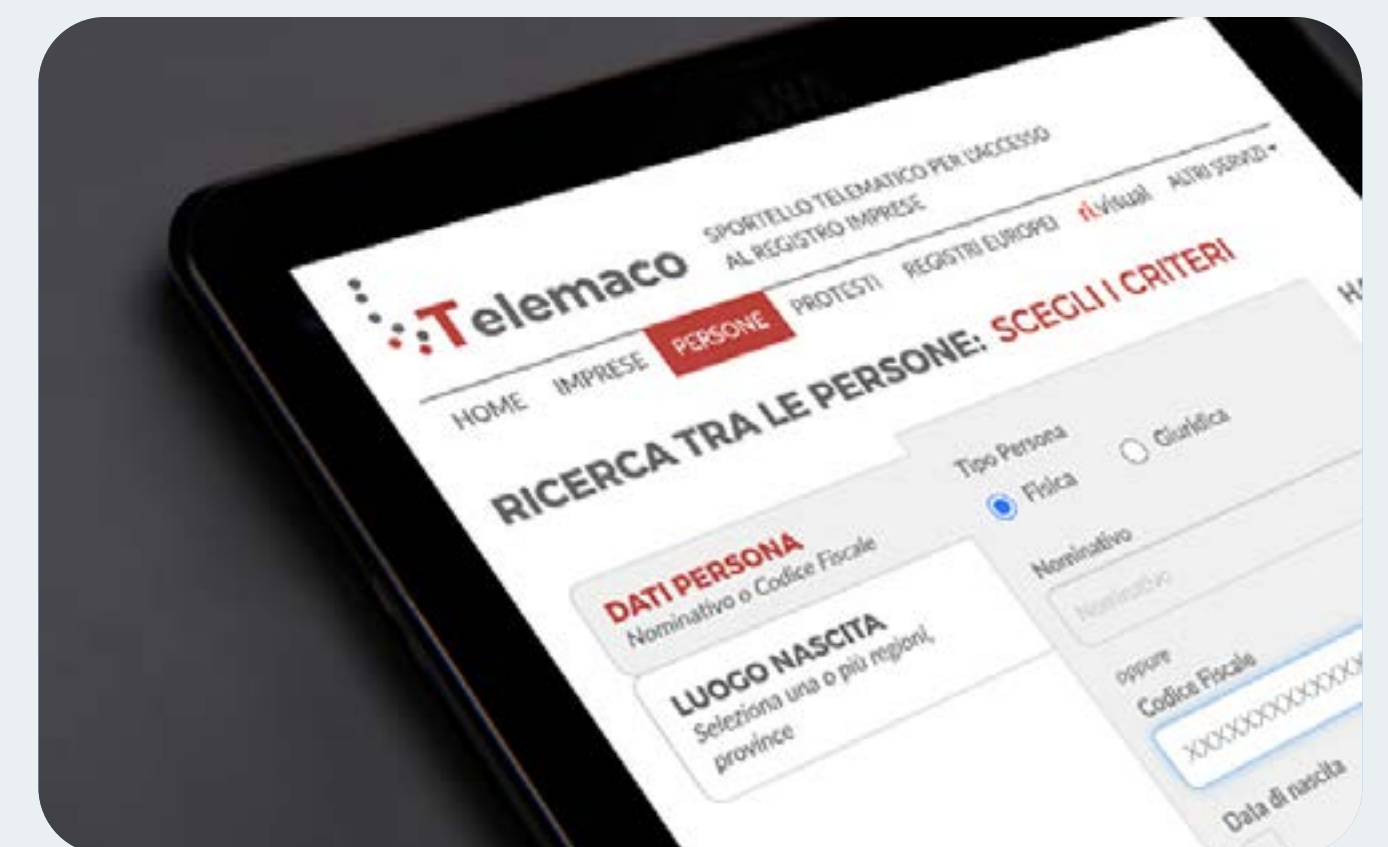 Telemaco
SPORTELLO TELEMATICO PER L'ACCESSO
AL REGISTRO IMPRESE
HOME IMPRESE PERSONE PROTESTI REGISTRI EUROPEI ri.visual ALTRI SERVIZI
RICERCA TRA LE PERSONE: SCEGLI I CRITERI
DATI PERSONA
Nominativo o Codice Fiscale
LUOGO NASCITA
Seleziona una o più regioni,
province
Tipo Persona
Fisica Giuridica
Nominativo
Nominativo
oppure
Codice Fiscale
Data di nascita